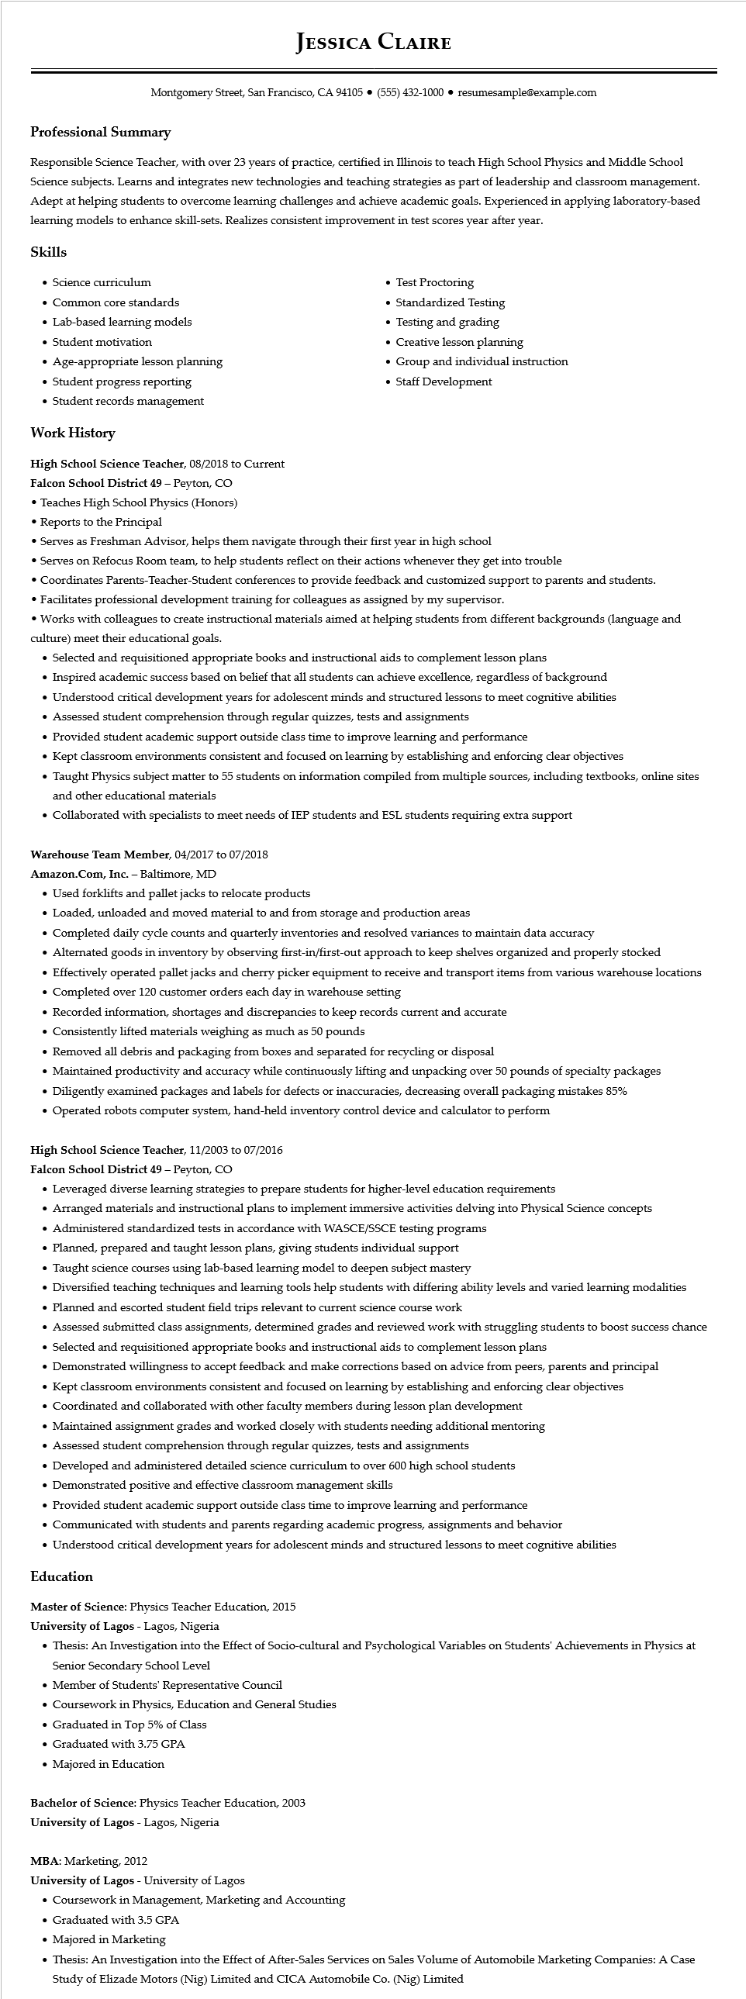 Jessica Claire
Montgomery Street, San Francisco, CA 94105 ● (555) 432-1000 ● resumesample@example.com
Professional Summary
Responsible Science Teacher, with over 23 years of practice, certified in Illinois to teach High School Physics and Middle School
Science subjects. Learns and integrates new technologies and teaching strategies as part of leadership and classroom management.
Adept at helping students to overcome learning challenges and achieve academic goals. Experienced in applying laboratory-based
learning models to enhance skill-sets. Realizes consistent improvement in test scores year after year.
Skills
• Science curriculum
• Common core standards
• Lab-based learning models
• Student motivation
• Age-appropriate lesson planning
• Student progress reporting
• Student records management
• Test Proctoring
• Standardized Testing
• Testing and grading
• Creative lesson planning
• Group and individual instruction
• Staff Development
Work History
High School Science Teacher, 08/2018 to Current
Falcon School District 49 – Peyton, CO
• Teaches High School Physics (Honors)
• Reports to the Principal
• Serves as Freshman Advisor, helps them navigate through their first year in high school
• Serves on Refocus Room team, to help students reflect on their actions whenever they get into trouble
• Coordinates Parents-Teacher-Student conferences to provide feedback and customized support to parents and students.
• Facilitates professional development training for colleagues as assigned by my supervisor.
• Works with colleagues to create instructional materials aimed at helping students from different backgrounds (language and
culture) meet their educational goals.
• Selected and requisitioned appropriate books and instructional aids to complement lesson plans
• Inspired academic success based on belief that all students can achieve excellence, regardless of background
• Understood critical development years for adolescent minds and structured lessons to meet cognitive abilities
• Assessed student comprehension through regular quizzes, tests and assignments
• Provided student academic support outside class time to improve learning and performance
• Kept classroom environments consistent and focused on learning by establishing and enforcing clear objectives
• Taught Physics subject matter to 55 students on information compiled from multiple sources, including textbooks, online sites
and other educational materials
• Collaborated with specialists to meet needs of IEP students and ESL students requiring extra support
Warehouse Team Member, 04/2017 to 07/2018
Amazon.Com, Inc. – Baltimore, MD
• Used forklifts and pallet jacks to relocate products
• Loaded, unloaded and moved material to and from storage and production areas
• Completed daily cycle counts and quarterly inventories and resolved variances to maintain data accuracy
• Alternated goods in inventory by observing first-in/first-out approach to keep shelves organized and properly stocked
• Effectively operated pallet jacks and cherry picker equipment to receive and transport items from various warehouse locations
• Completed over 120 customer orders each day in warehouse setting
• Recorded information, shortages and discrepancies to keep records current and accurate
• Consistently lifted materials weighing as much as 50 pounds
• Removed all debris and packaging from boxes and separated for recycling or disposal
• Maintained productivity and accuracy while continuously lifting and unpacking over 50 pounds of specialty packages
• Diligently examined packages and labels for defects or inaccuracies, decreasing overall packaging mistakes 85%
• Operated robots computer system, hand-held inventory control device and calculator to perform
High School Science Teacher, 11/2003 to 07/2016
Falcon School District 49 – Peyton, CO
• Leveraged diverse learning strategies to prepare students for higher-level education requirements
• Arranged materials and instructional plans to implement immersive activities delving into Physical Science concepts
• Administered standardized tests in accordance with WASCE/SSCE testing programs
• Planned, prepared and taught lesson plans, giving students individual support
• Taught science courses using lab-based learning model to deepen subject mastery
• Diversified teaching techniques and learning tools help students with differing ability levels and varied learning modalities
• Planned and escorted student field trips relevant to current science course work
• Assessed submitted class assignments, determined grades and reviewed work with struggling students to boost success chance
• Selected and requisitioned appropriate books and instructional aids to complement lesson plans
• Demonstrated willingness to accept feedback and make corrections based on advice from peers, parents and principal
• Kept classroom environments consistent and focused on learning by establishing and enforcing clear objectives
• Coordinated and collaborated with other faculty members during lesson plan development
• Maintained assignment grades and worked closely with students needing additional mentoring
• Assessed student comprehension through regular quizzes, tests and assignments
• Developed and administered detailed science curriculum to over 600 high school students
• Demonstrated positive and effective classroom management skills
• Provided student academic support outside class time to improve learning and performance
• Communicated with students and parents regarding academic progress, assignments and behavior
• Understood critical development years for adolescent minds and structured lessons to meet cognitive abilities
Education
Master of Science: Physics Teacher Education, 2015
University of Lagos - Lagos, Nigeria
• Thesis: An Investigation into the Effect of Socio-cultural and Psychological Variables on Students' Achievements in Physics at
Senior Secondary School Level
• Member of Students' Representative Council
• Coursework in Physics, Education and General Studies
• Graduated in Top 5% of Class
• Graduated with 3.75 GPA
• Majored in Education
Bachelor of Science: Physics Teacher Education, 2003
University of Lagos - Lagos, Nigeria
MBA: Marketing, 2012
University of Lagos - University of Lagos
• Coursework in Management, Marketing and Accounting
• Graduated with 3.5 GPA
• Majored in Marketing
• Thesis: An Investigation into the Effect of After-Sales Services on Sales Volume of Automobile Marketing Companies: A Case
Study of Elizade Motors (Nig) Limited and CICA Automobile Co. (Nig) Limited